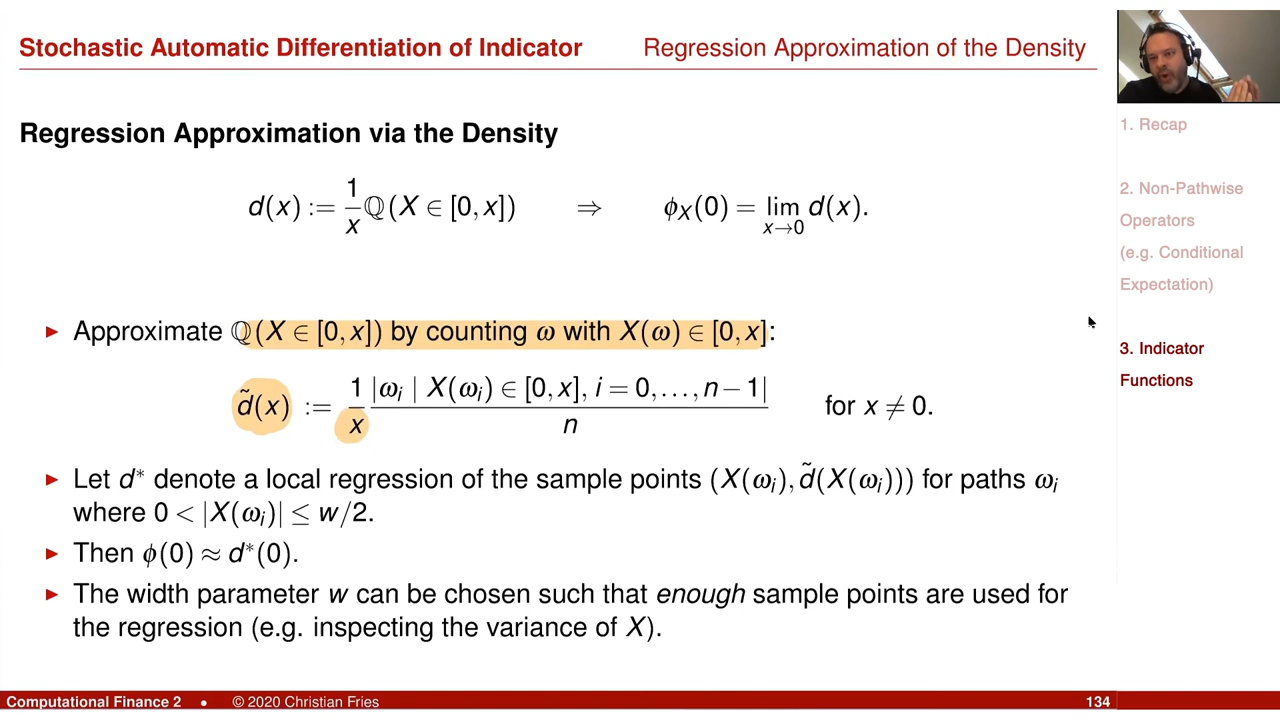 Stochastic Automatic Differentiation of Indicator Regression Approximation of the Density
Regression Approximation via the Density
d(x) := 1/x ℚ(X ∈ [0, x]) ⇒ ϕ_X(0) = lim_{x→0} d(x).
▶ Approximate ℚ(X ∈ [0, x]) by counting ω with X(ω) ∈ [0, x]:
d̃(x) := 1/x |ω_i | X(ω_i) ∈ [0, x], i = 0, …, n − 1| / n for x ≠ 0.
▶ Let d* denote a local regression of the sample points (X(ω_i), d̃(X(ω_i))) for paths ω_i
where 0 < |X(ω_i)| ≤ w/2.
▶ Then ϕ(0) ≈ d*(0).
▶ The width parameter w can be chosen such that enough sample points are used for
the regression (e.g. inspecting the variance of X).
1. Recap
2. Non-Pathwise
Operators
(e.g. Conditional
Expectation)
3. Indicator
Functions
Computational Finance 2 • © 2020 Christian Fries 134